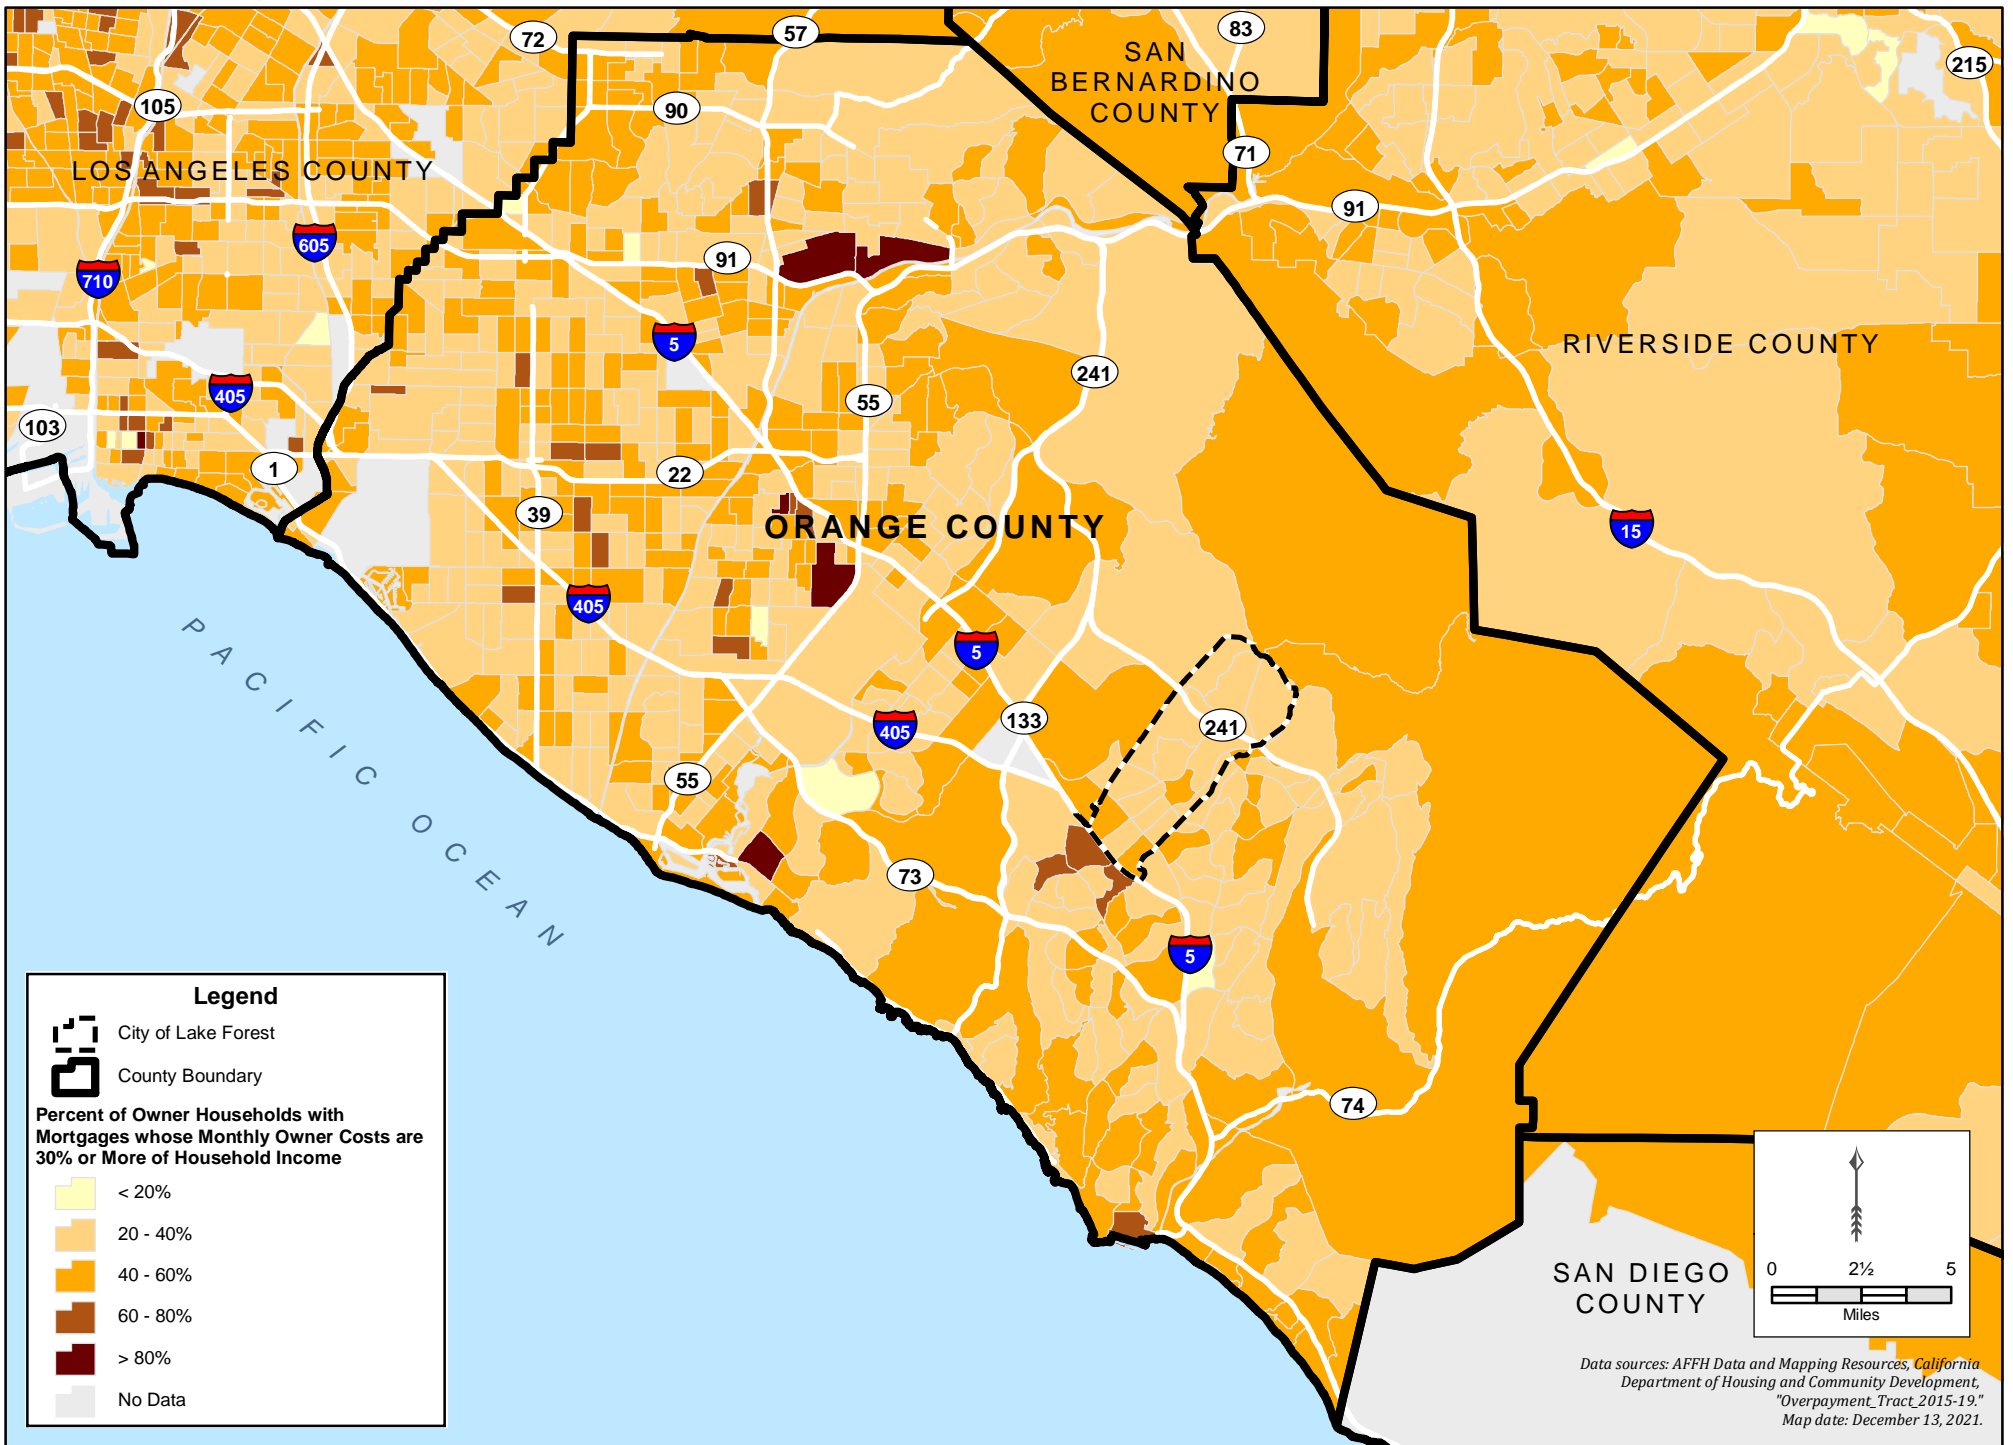 72
57
83
SAN
BERNARDINO
COUNTY
215
105
90
71
LOS ANGELES COUNTY
91
605
91
710
5
RIVERSIDE COUNTY
241
405
55
103
1
22
39
ORANGE COUNTY
15
405
5
PACIFIC OCEAN
133
405
241
55
73
5
74
Legend
City of Lake Forest
County Boundary
Percent of Owner Households with
Mortgages whose Monthly Owner Costs are
30% or More of Household Income
< 20%
20 - 40%
40 - 60%
60 - 80%
> 80%
No Data
SAN DIEGO
COUNTY
0 2½ 5
Miles
Data sources: AFFH Data and Mapping Resources, California
Department of Housing and Community Development,
"Overpayment_Tract_2015-19."
Map date: December 13, 2021.